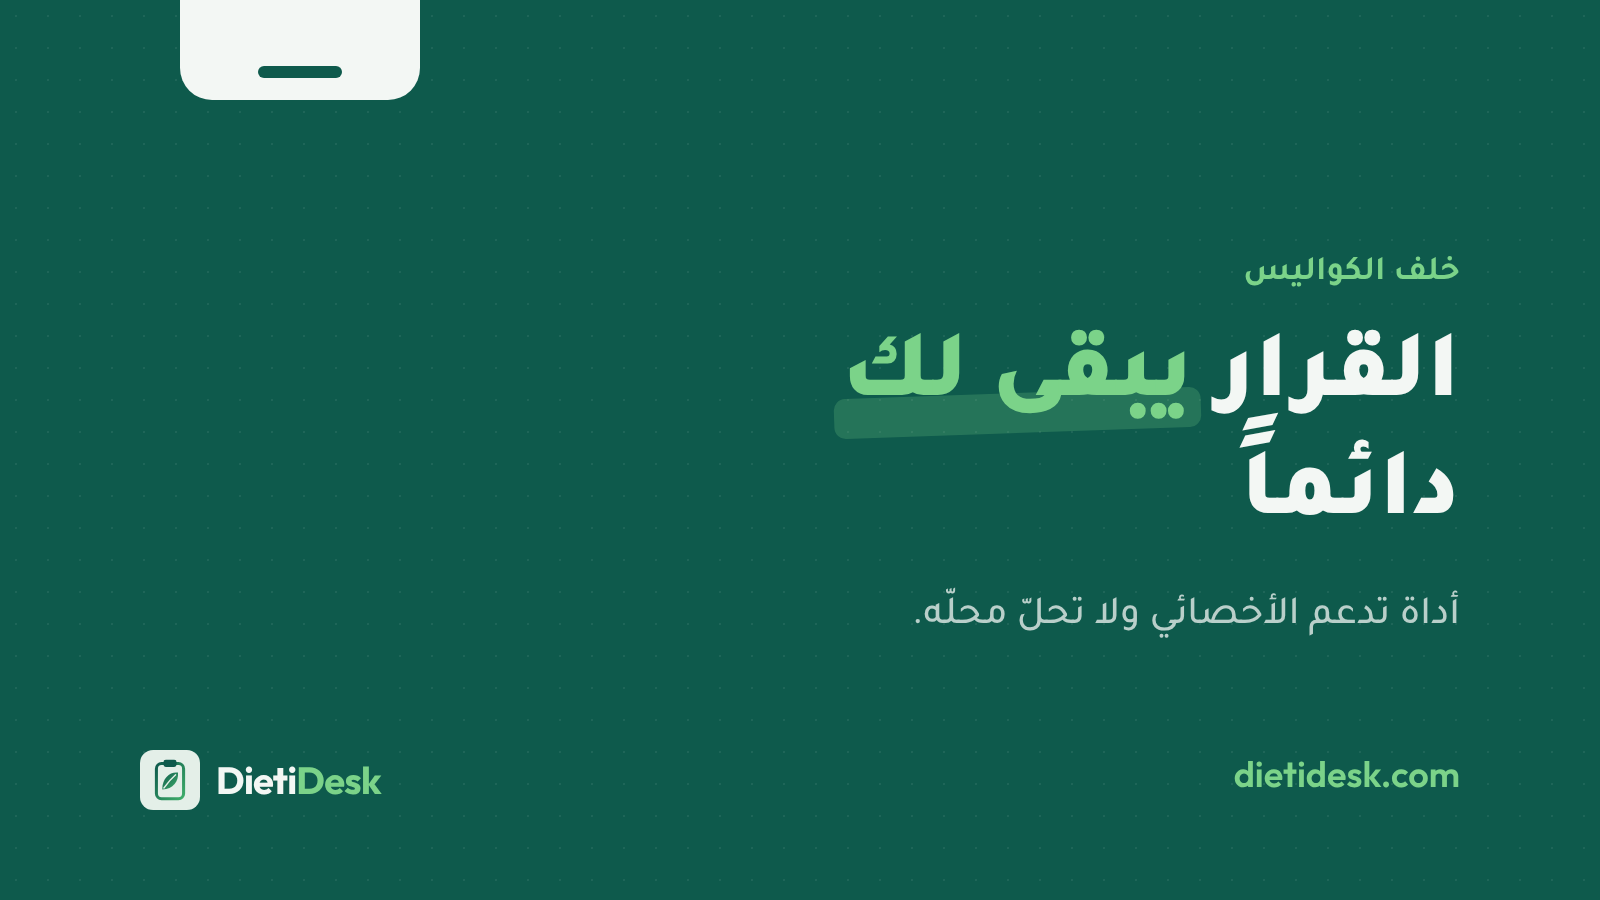 خلف الكواليس
القرار يبقى لك
دائماً
أداة تدعم الأخصائي ولا تحلّ محلّه.
DietiDesk
dietidesk.com